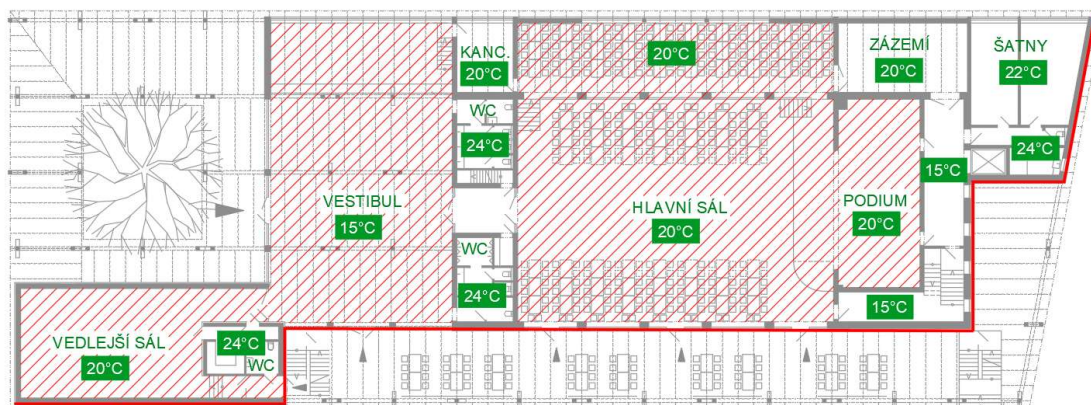 KANC.
20°C
20°C
ZÁZEMÍ
20°C
ŠATNY
22°C
WC
24°C
24°C
15°C
VESTIBUL
15°C
HLAVNÍ SÁL
20°C
PODIUM
20°C
WC
24°C
15°C
VEDLEJŠÍ SÁL
20°C
24°C
WC